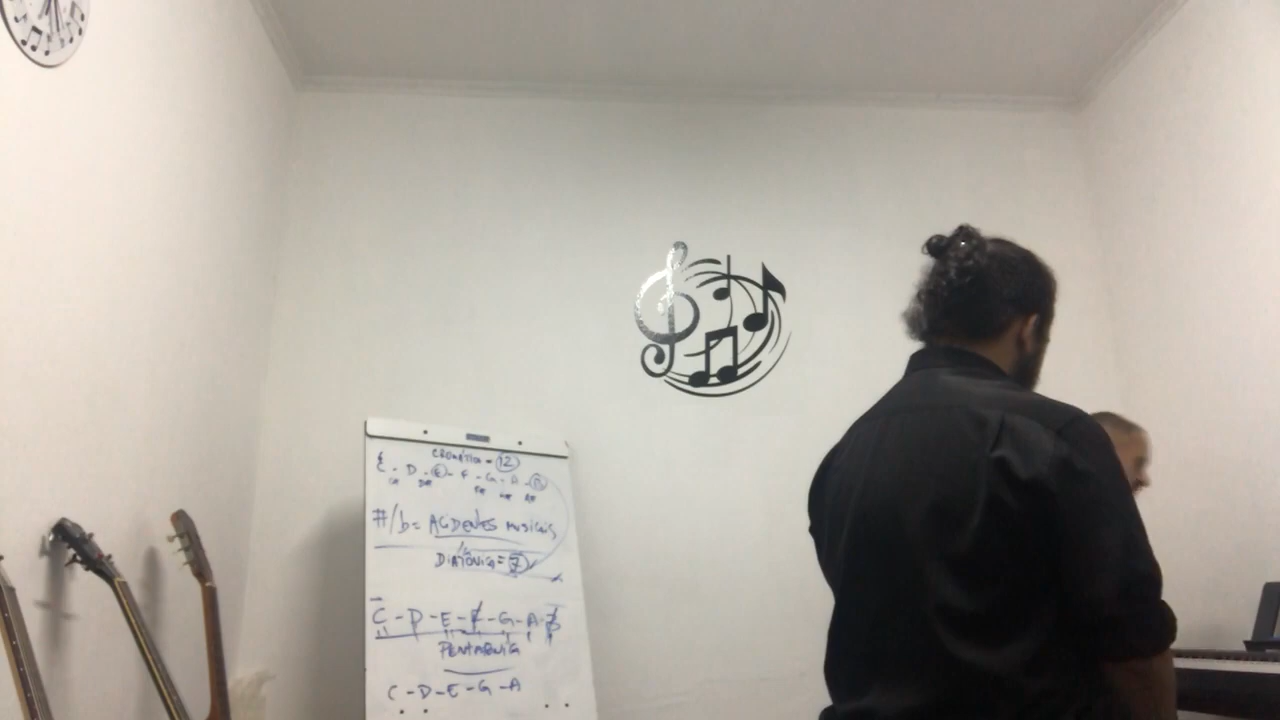 CROMÁTICA = 12
C - D - E - F - G - A - B
C# D# F# G# A#
#/b = ACIDENTES MUSICAIS
DIATÔNICA = 7
C - D - E - F - G - A - B
PENTATÔNICA
C - D - E - G - A